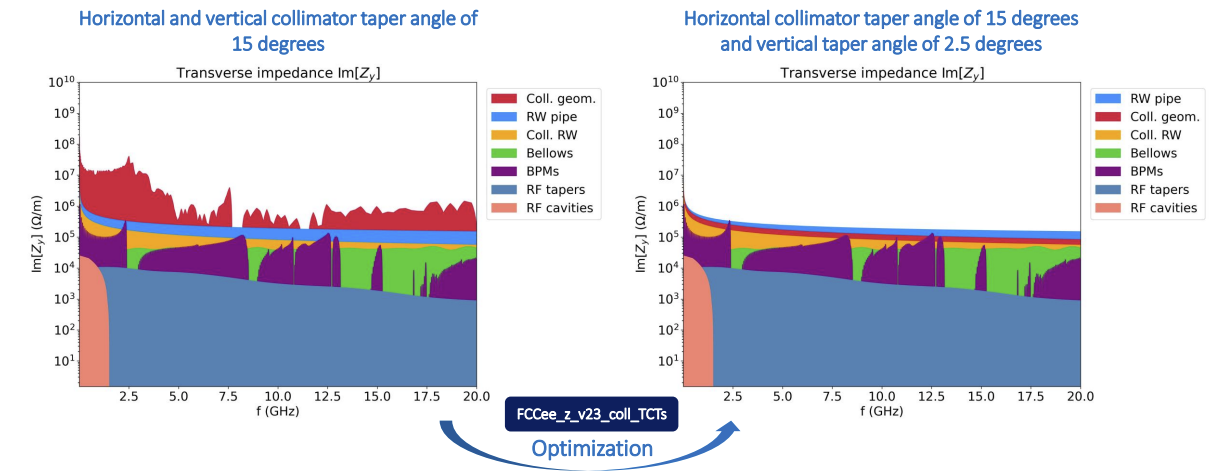 Horizontal and vertical collimator taper angle of
15 degrees
Transverse impedance Im[Z_y]
10^10
10^9
10^8
10^7
10^6
10^5
10^4
10^3
10^2
10^1
Im[Z_y] (Ω/m)
2.5 5.0 7.5 10.0 12.5 15.0 17.5 20.0
f (GHz)
Coll. geom.
RW pipe
Coll. RW
Bellows
BPMs
RF tapers
RF cavities
Horizontal collimator taper angle of 15 degrees
and vertical taper angle of 2.5 degrees
Transverse impedance Im[Z_y]
10^10
10^9
10^8
10^7
10^6
10^5
10^4
10^3
10^2
10^1
Im[Z_y] (Ω/m)
2.5 5.0 7.5 10.0 12.5 15.0 17.5 20.0
f (GHz)
RW pipe
Coll. geom.
Coll. RW
Bellows
BPMs
RF tapers
RF cavities
FCCee_z_v23_coll_TCTs
Optimization